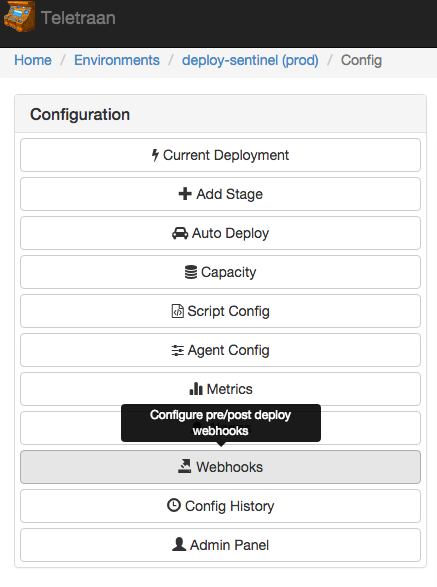 Teletraan
Home / Environments / deploy-sentinel (prod) / Config
Configuration
Current Deployment
Add Stage
Auto Deploy
Capacity
Script Config
Agent Config
Metrics
Configure pre/post deploy
webhooks
Webhooks
Config History
Admin Panel